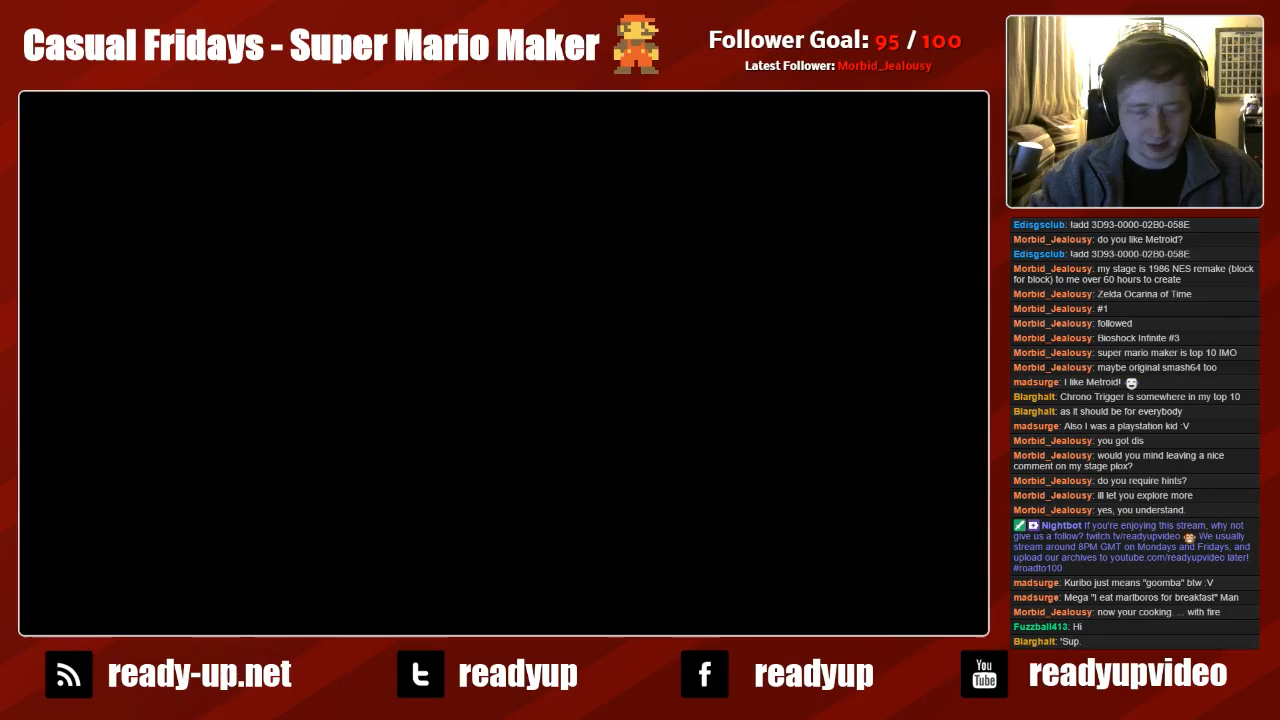 Casual Fridays - Super Mario Maker
Follower Goal: 95 / 100
Latest Follower: Morbid_Jealousy
Edisgsclub: !add 3D93-0000-02B0-058E
Morbid_Jealousy: do you like Metroid?
Edisgsclub: !add 3D93-0000-02B0-058E
Morbid_Jealousy: my stage is 1986 NES remake (block
for block) to me over 60 hours to create
Morbid_Jealousy: Zelda Ocarina of Time
Morbid_Jealousy: #1
Morbid_Jealousy: followed
Morbid_Jealousy: Bioshock Infinite #3
Morbid_Jealousy: super mario maker is top 10 IMO
Morbid_Jealousy: maybe original smash64 too
madsurge: I like Metroid!
Blarghalt: Chrono Trigger is somewhere in my top 10
Blarghalt: as it should be for everybody
madsurge: Also I was a playstation kid :V
Morbid_Jealousy: you got dis
Morbid_Jealousy: would you mind leaving a nice
comment on my stage plox?
Morbid_Jealousy: do you require hints?
Morbid_Jealousy: ill let you explore more
Morbid_Jealousy: yes, you understand.
Nightbot If you're enjoying this stream, why not
give us a follow? twitch.tv/readyupvideo We usually
stream around 8PM GMT on Mondays and Fridays, and
upload our archives to youtube.com/readyupvideo later!
#roadto100
madsurge: Kuribo just means "goomba" btw :V
madsurge: Mega "I eat marlboros for breakfast" Man
Morbid_Jealousy: now your cooking. ... with fire
Fuzzball413: Hi
Blarghalt: 'Sup.
ready-up.net
readyup
readyup
You
Tube
readyupvideo